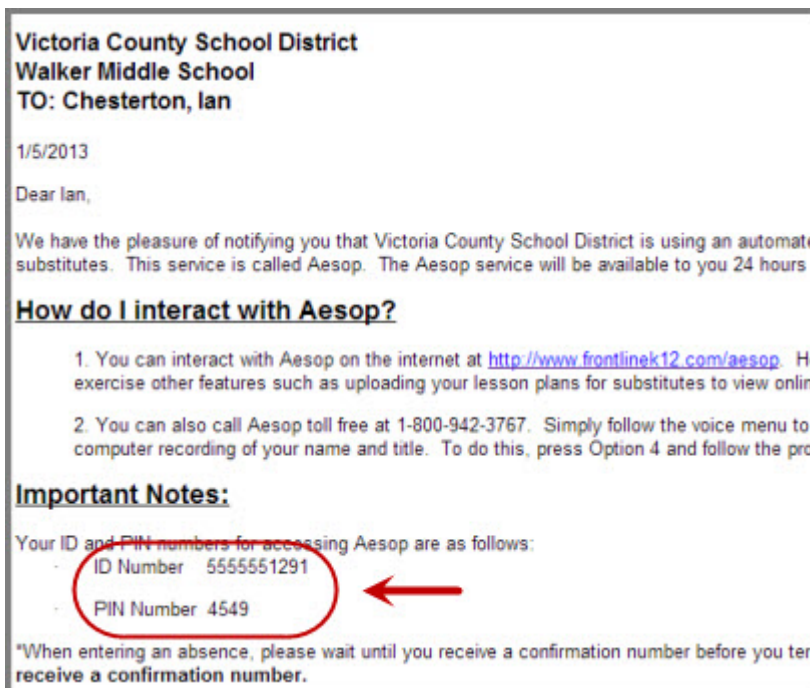 Victoria County School District
Walker Middle School
TO: Chesterton, Ian
1/5/2013
Dear Ian,
We have the pleasure of notifying you that Victoria County School District is using an automate
substitutes. This service is called Aesop. The Aesop service will be available to you 24 hours
How do I interact with Aesop?
1. You can interact with Aesop on the internet at http://www.frontlinek12.com/aesop. H
exercise other features such as uploading your lesson plans for substitutes to view onlin
2. You can also call Aesop toll free at 1-800-942-3767. Simply follow the voice menu to
computer recording of your name and title. To do this, press Option 4 and follow the pro
Important Notes:
Your ID and PIN numbers for accessing Aesop are as follows:
· ID Number 5555551291
· PIN Number 4549
*When entering an absence, please wait until you receive a confirmation number before you ter
receive a confirmation number.